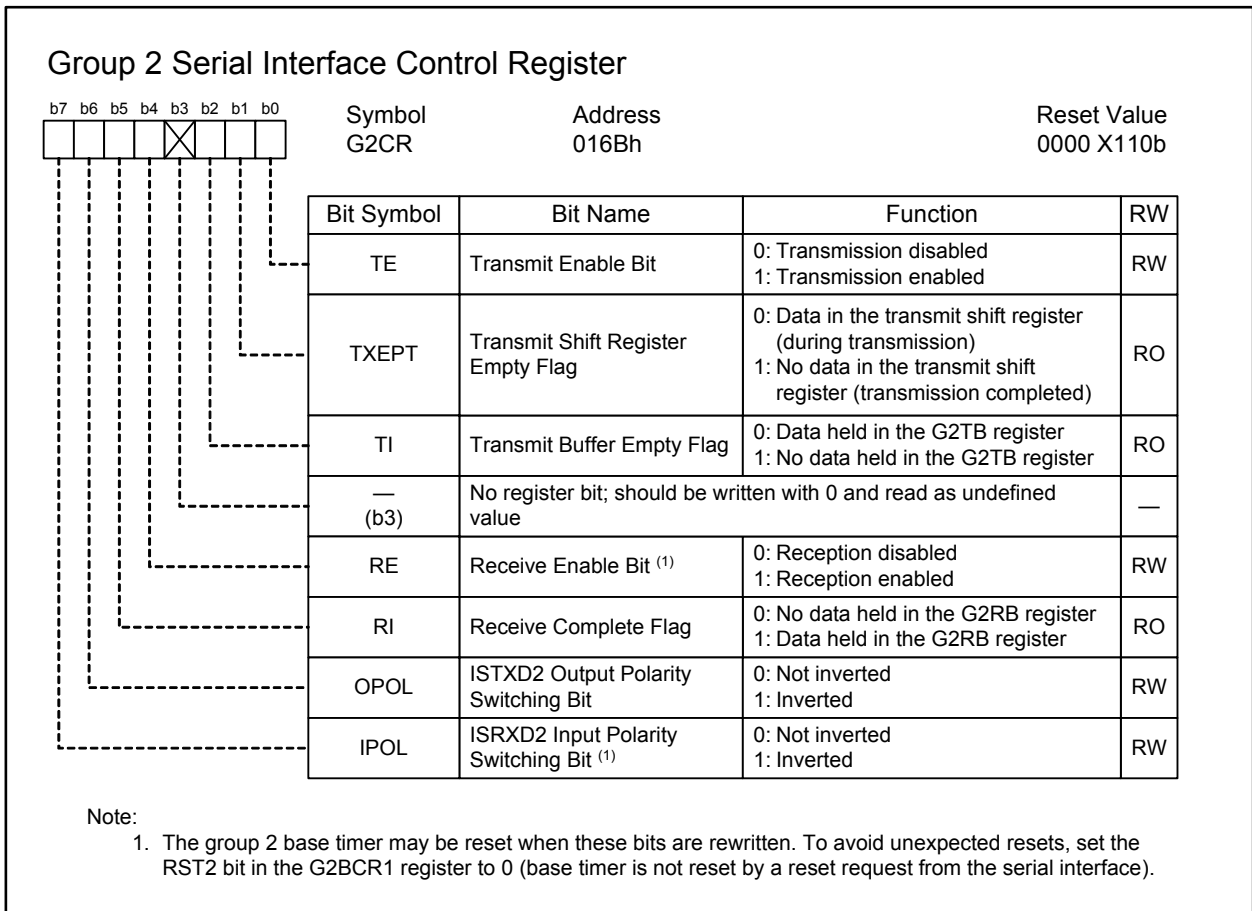 Group 2 Serial Interface Control Register
b7 b6 b5 b4 b3 b2 b1 b0
Symbol Address Reset Value
G2CR 016Bh 0000 X110b
Bit Symbol Bit Name Function RW
TE Transmit Enable Bit 0: Transmission disabled
1: Transmission enabled RW
TXEPT Transmit Shift Register
Empty Flag 0: Data in the transmit shift register
(during transmission)
1: No data in the transmit shift
register (transmission completed) RO
TI Transmit Buffer Empty Flag 0: Data held in the G2TB register
1: No data held in the G2TB register RO
—
(b3) No register bit; should be written with 0 and read as undefined
value —
RE Receive Enable Bit (1) 0: Reception disabled
1: Reception enabled RW
RI Receive Complete Flag 0: No data held in the G2RB register
1: Data held in the G2RB register RO
OPOL ISTXD2 Output Polarity
Switching Bit 0: Not inverted
1: Inverted RW
IPOL ISRXD2 Input Polarity
Switching Bit (1) 0: Not inverted
1: Inverted RW
Note:
1. The group 2 base timer may be reset when these bits are rewritten. To avoid unexpected resets, set the
RST2 bit in the G2BCR1 register to 0 (base timer is not reset by a reset request from the serial interface).